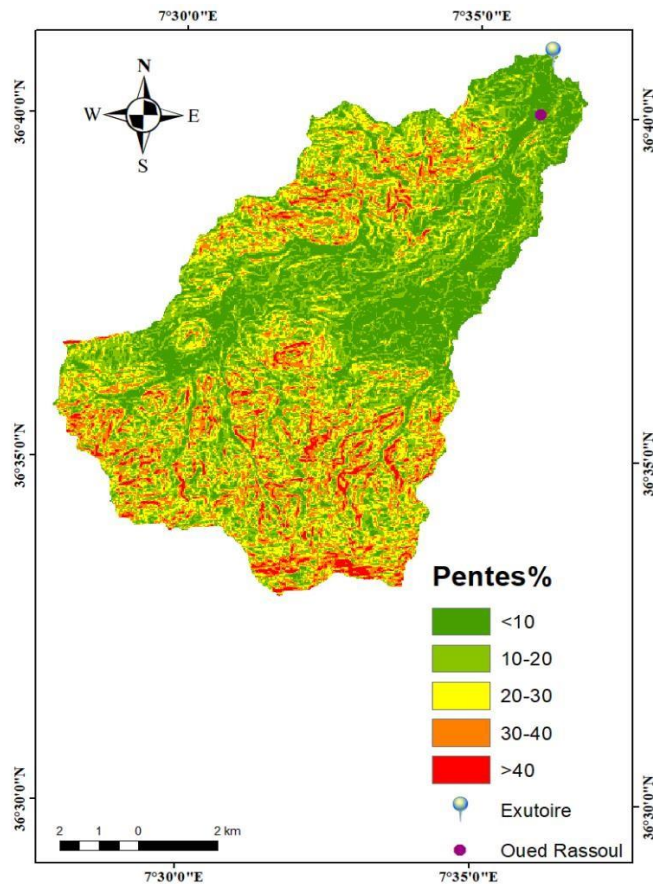 7°30'0"E 7°35'0"E
N
W E
S
36°40'0"N 36°40'0"N
36°35'0"N 36°35'0"N
Pentes%
<10
10-20
20-30
30-40
>40
Exutoire
Oued Rassoul
36°30'0"N 36°30'0"N
2 1 0 2 km
7°30'0"E 7°35'0"E